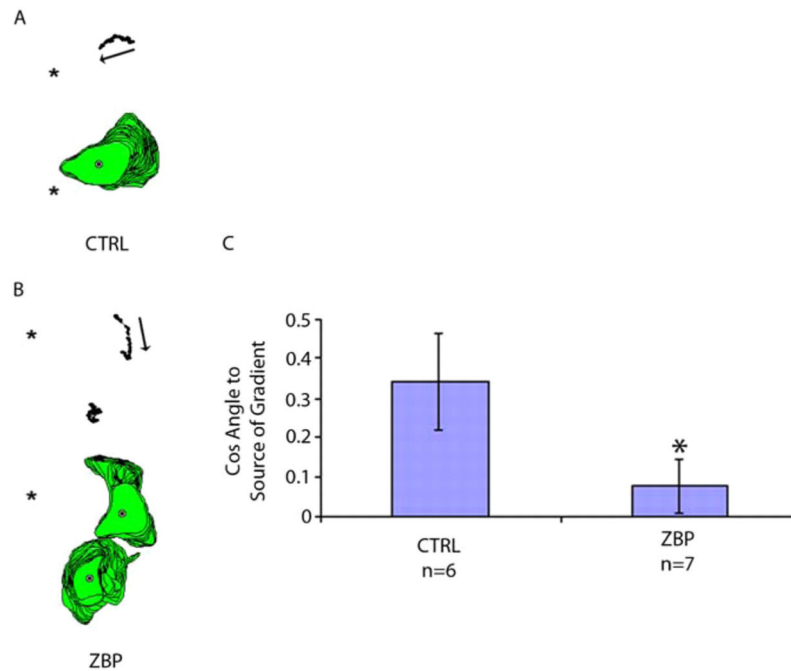 A
*
*
CTRL
B
*
*
ZBP
C
Cos Angle to
Source of Gradient
0.5
0.4
0.3
0.2
0.1
0
*
CTRL
n=6
ZBP
n=7